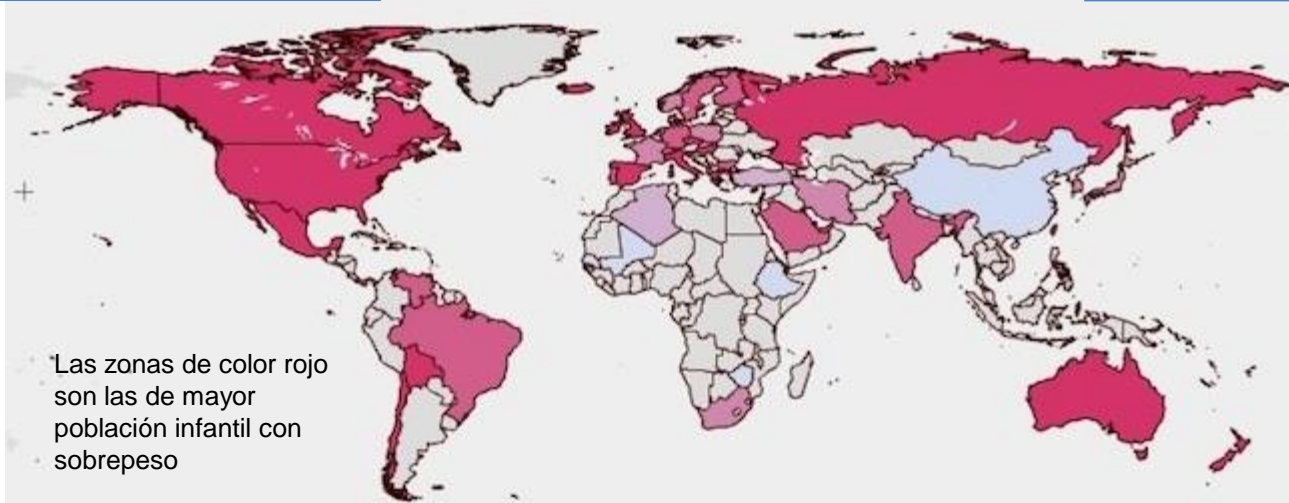 Las zonas de color rojo
son las de mayor
población infantil con
sobrepeso